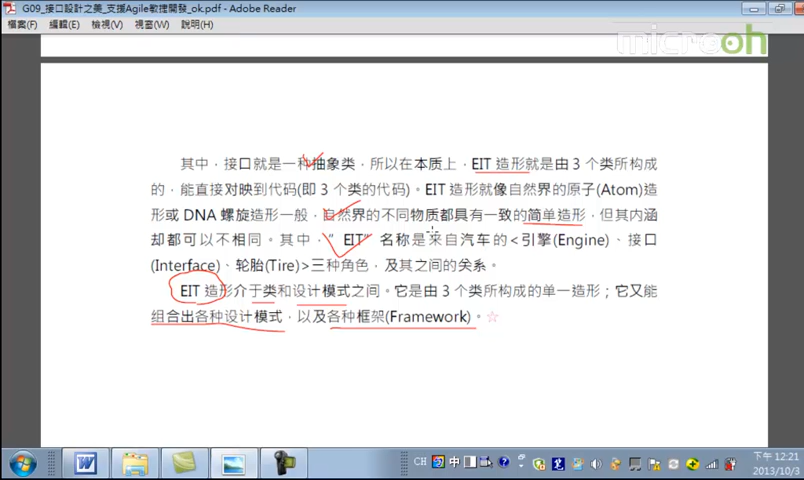 G09_接口設計之美_支援Agile敏捷開發_ok.pdf - Adobe Reader
檔案(F) 編輯(E) 檢視(V) 視窗(W) 說明(H)
microoh
其中，接口就是一种抽象类，所以在本质上，EIT 造形就是由 3 个类所构成
的，能直接对映到代码(即 3 个类的代码)。EIT 造形就像自然界的原子(Atom)造
形或 DNA 螺旋造形一般，自然界的不同物质都具有一致的简单造形，但其内涵
却都可以不相同。其中，“EIT”名称是來自汽车的<引擎(Engine)、接口
(Interface)、轮胎(Tire)>三种角色，及其之间的关系。
EIT 造形介于类和设计模式之间。它是由 3 个类所构成的单一造形；它又能
组合出各种设计模式，以及各种框架(Framework)。☆
CH 中
下午 12:21
2013/10/3